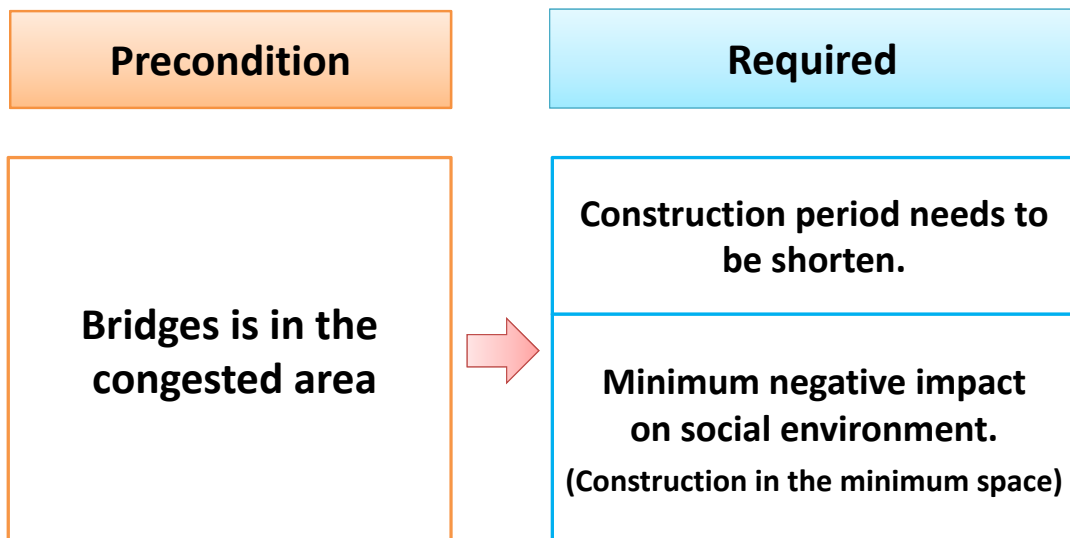 Precondition
Required
Bridges is in the
congested area
Construction period needs to
be shorten.
Minimum negative impact
on social environment.
(Construction in the minimum space)